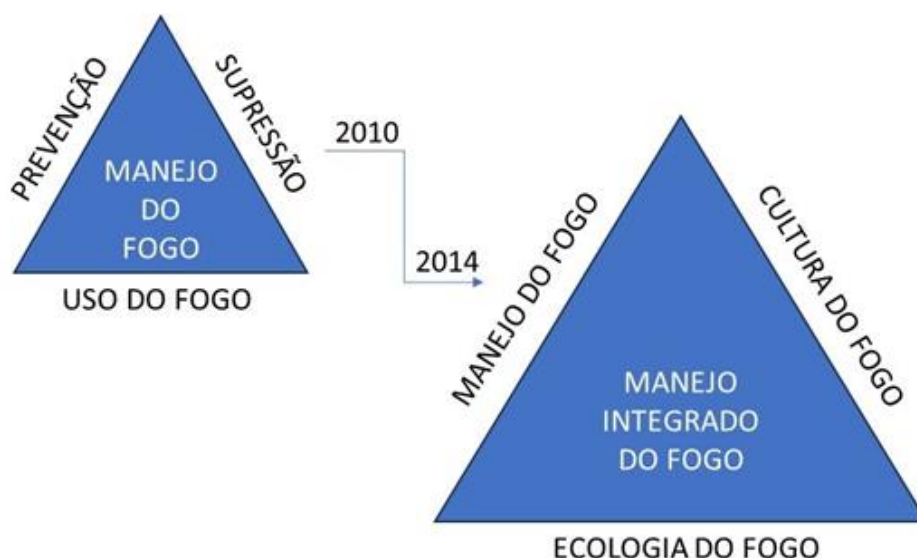 PREVENÇÃO
SUPRESSÃO
MANEJO
DO
FOGO
USO DO FOGO
2010
2014
MANEJO DO FOGO
CULTURA DO FOGO
MANEJO
INTEGRADO
DO FOGO
ECOLOGIA DO FOGO